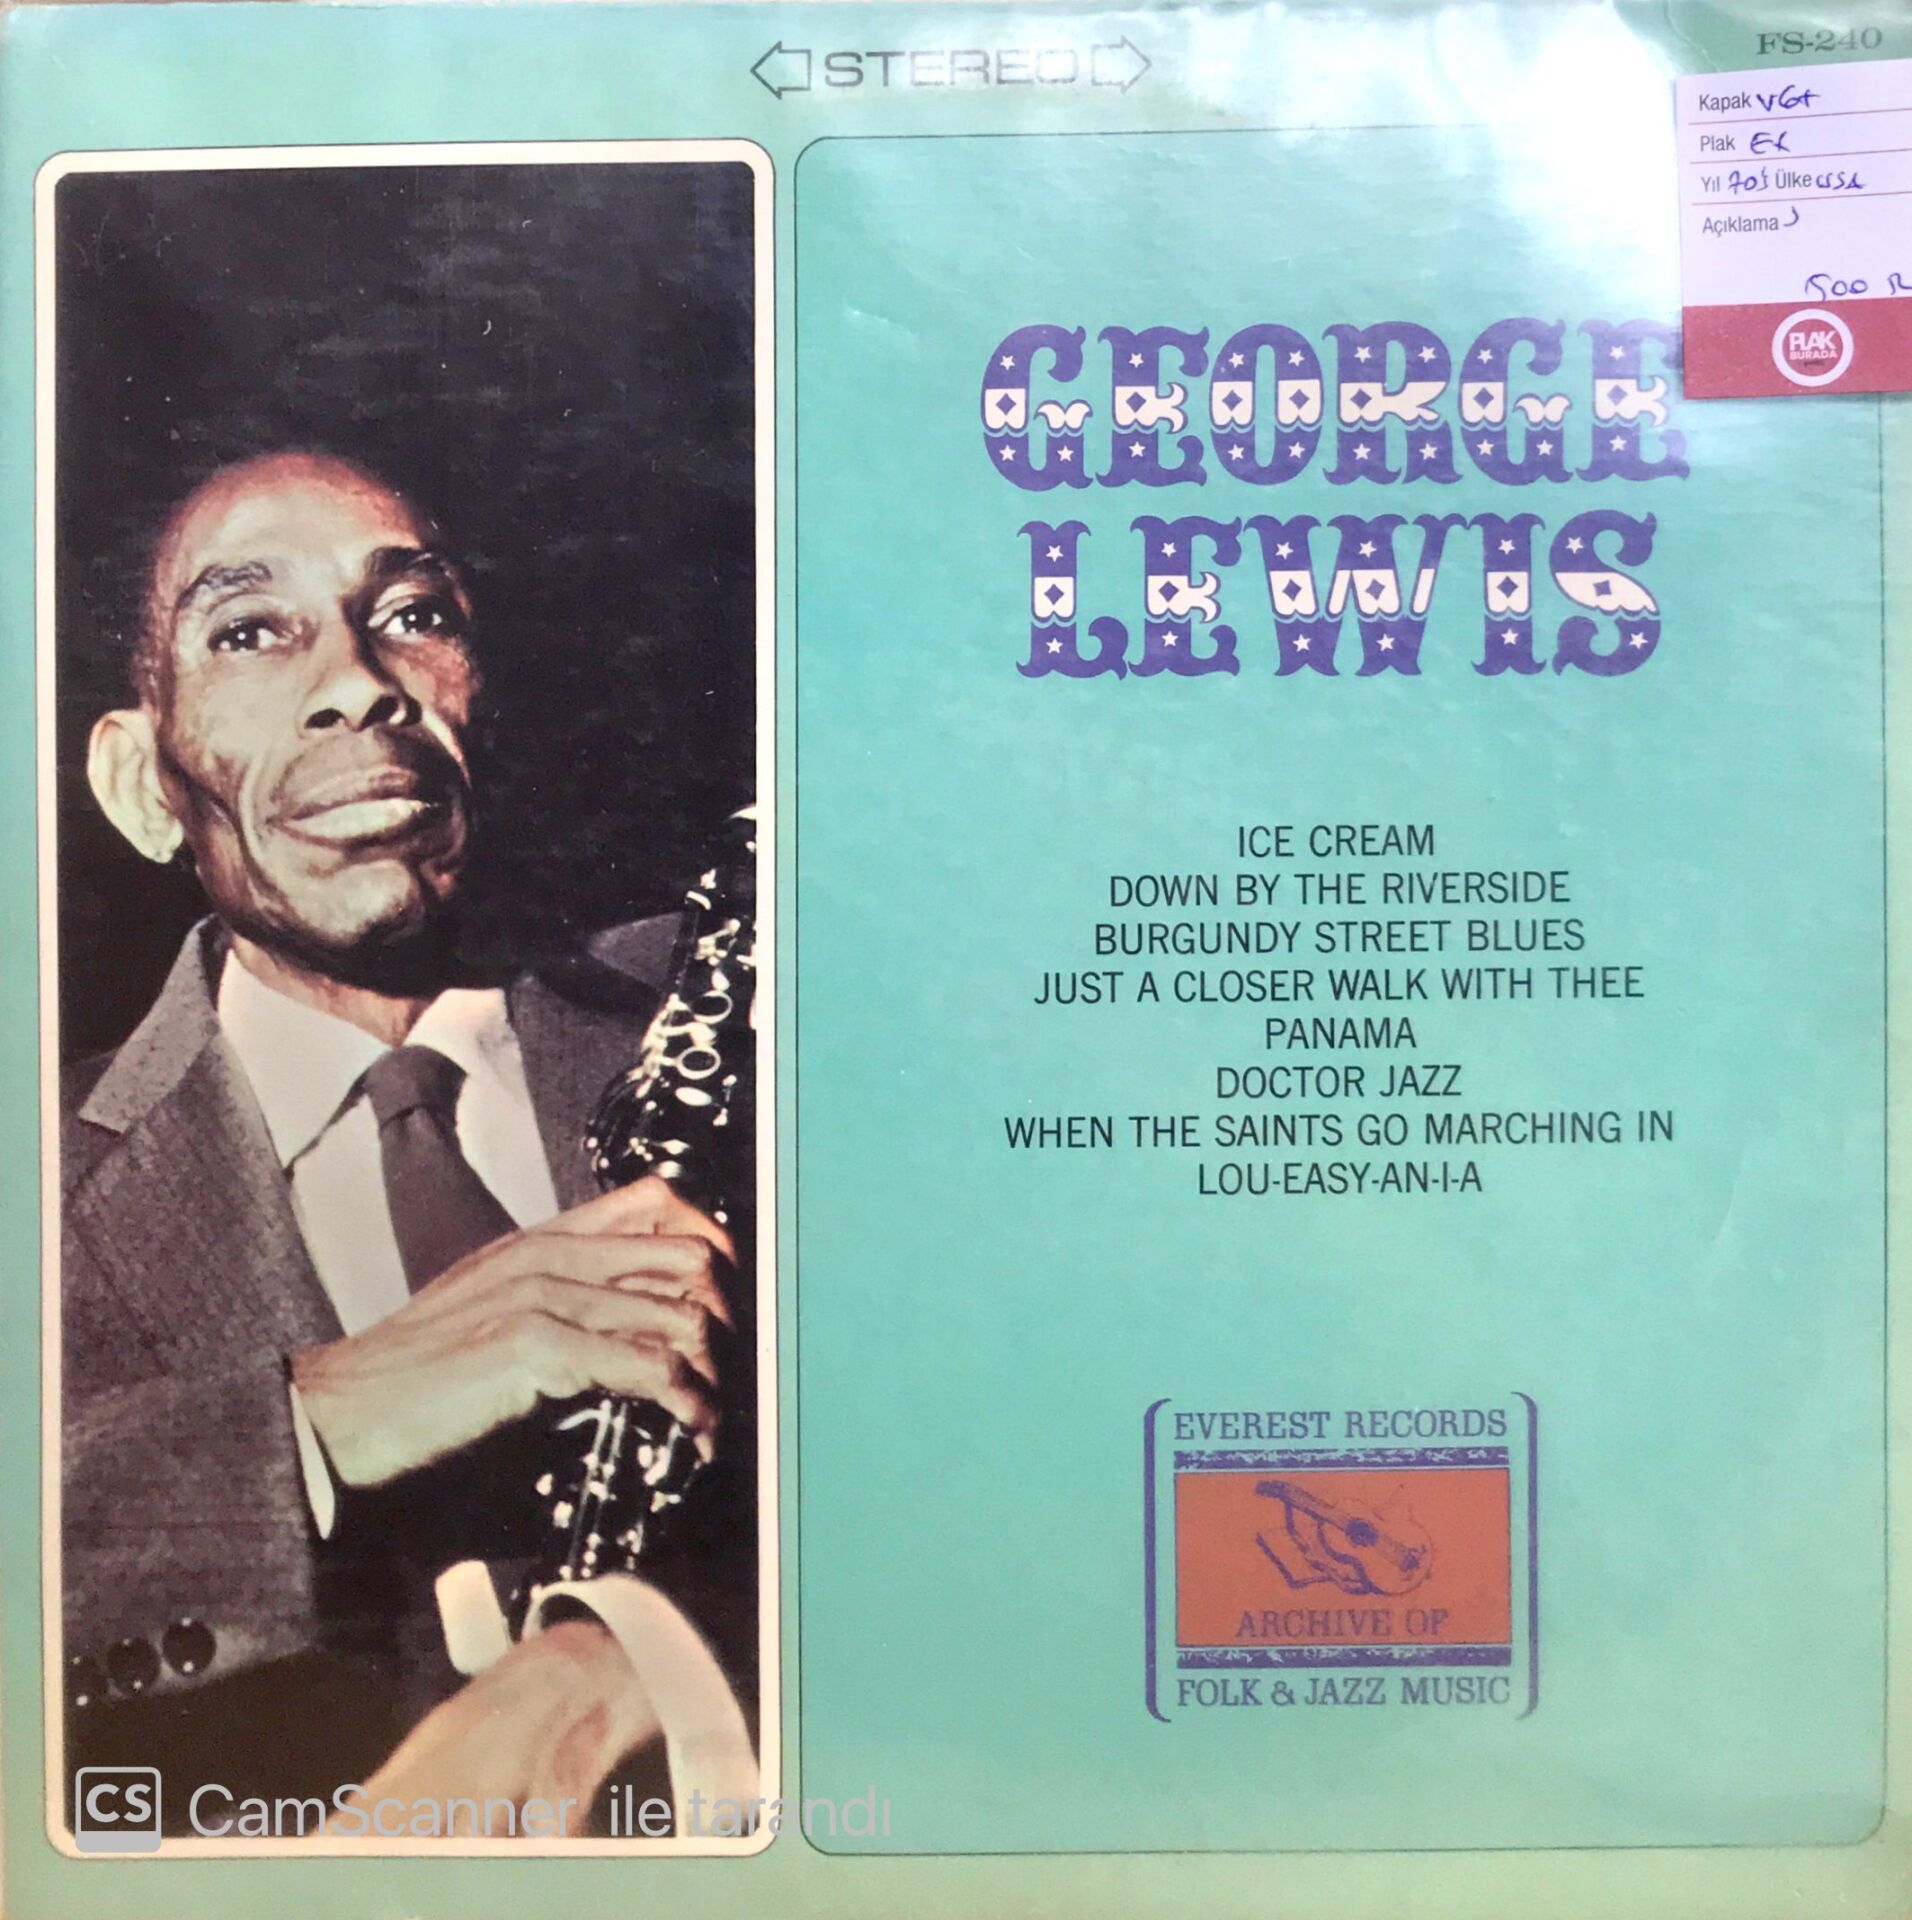 STEREO
FS-240
Kapak VG+
Plak EX
Yıl 70's Ülke USA
Açıklama
500
PLAK
BURADA
GEORGE
LEWIS
ICE CREAM
DOWN BY THE RIVERSIDE
BURGUNDY STREET BLUES
JUST A CLOSER WALK WITH THEE
PANAMA
DOCTOR JAZZ
WHEN THE SAINTS GO MARCHING IN
LOU-EASY-AN-I-A
EVEREST RECORDS
ARCHIVE OF
FOLK & JAZZ MUSIC
CS CamScanner ile tarandı